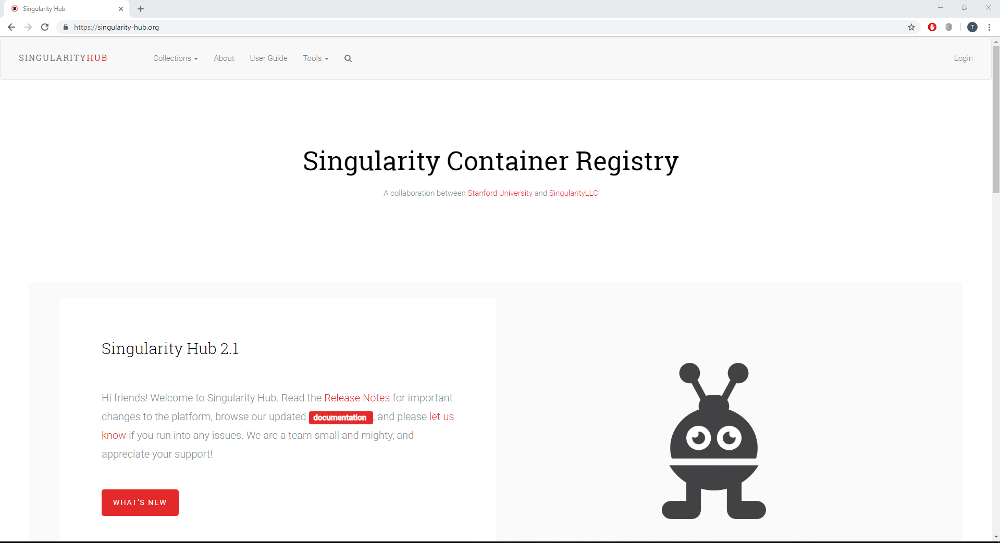 Singularity Hub
https://singularity-hub.org
T
SINGULARITYHUB
Collections
About
User Guide
Tools
Login
Singularity Container Registry
A collaboration between Stanford University and SingularityLLC
Singularity Hub 2.1
Hi friends! Welcome to Singularity Hub. Read the Release Notes for important
changes to the platform, browse our updated documentation , and please let us
know if you run into any issues. We are a team small and mighty, and
appreciate your support!
WHAT'S NEW